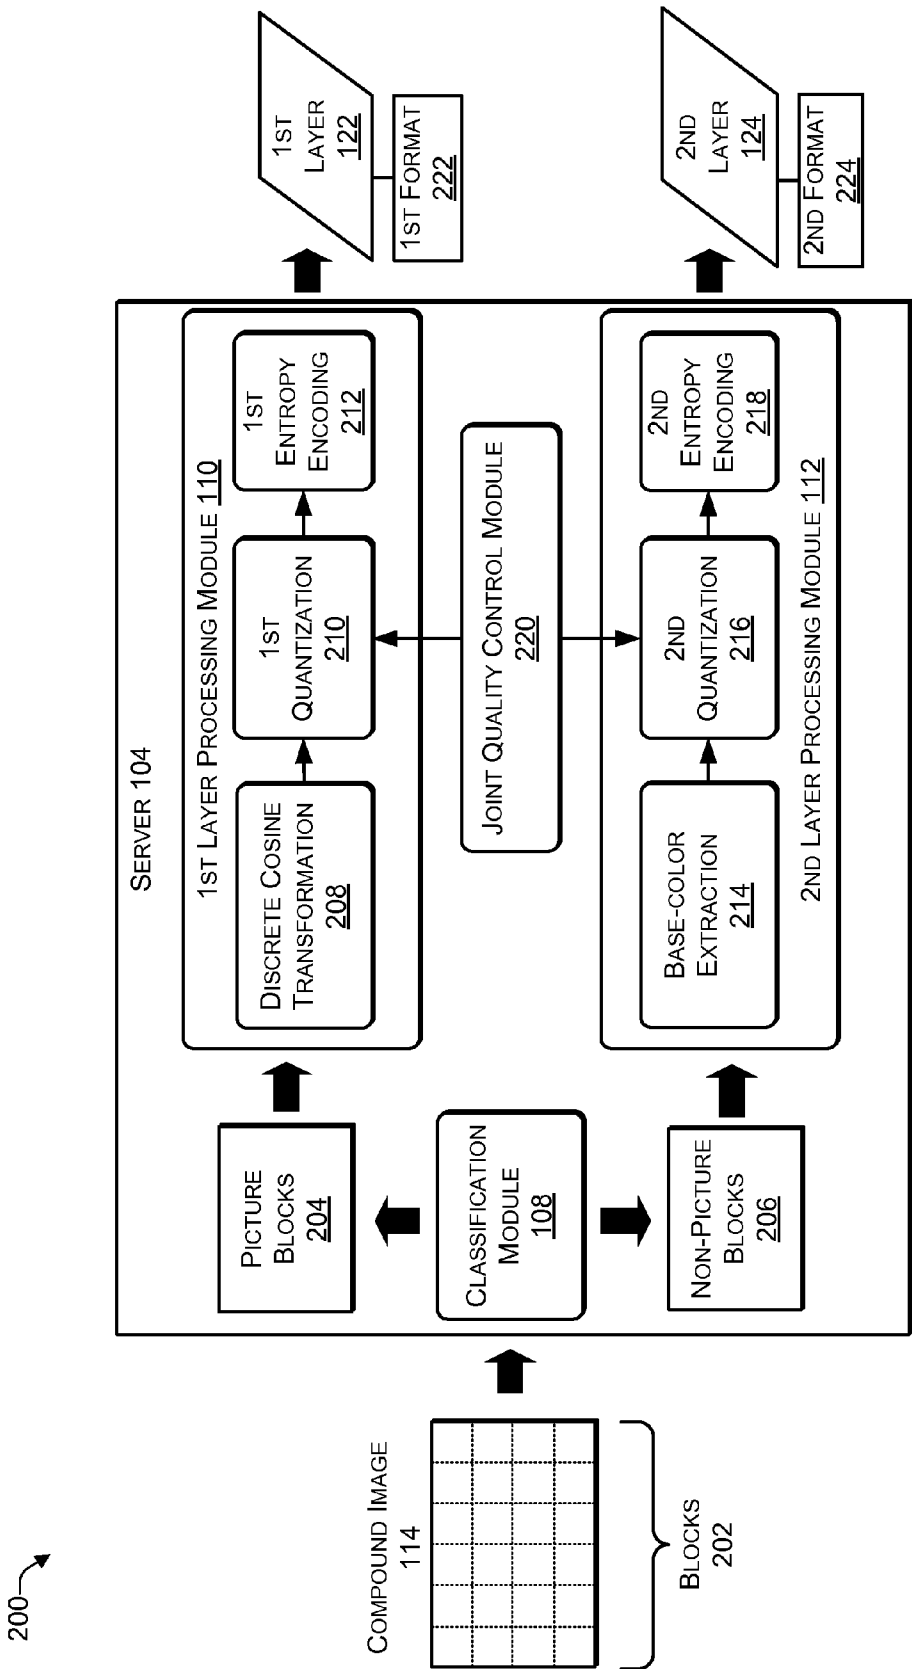 200
COMPOUND IMAGE
114
BLOCKS
202
SERVER 104
CLASSIFICATION
MODULE
108
PICTURE
BLOCKS
204
NON-PICTURE
BLOCKS
206
1ST LAYER PROCESSING MODULE 110
DISCRETE COSINE
TRANSFORMATION
208
1ST
QUANTIZATION
210
1ST
ENTROPY
ENCODING
212
JOINT QUALITY CONTROL MODULE
220
BASE-COLOR
EXTRACTION
214
2ND
QUANTIZATION
216
2ND
ENTROPY
ENCODING
218
2ND LAYER PROCESSING MODULE 112
1ST
LAYER
122
1ST FORMAT
222
2ND
LAYER
124
2ND FORMAT
224